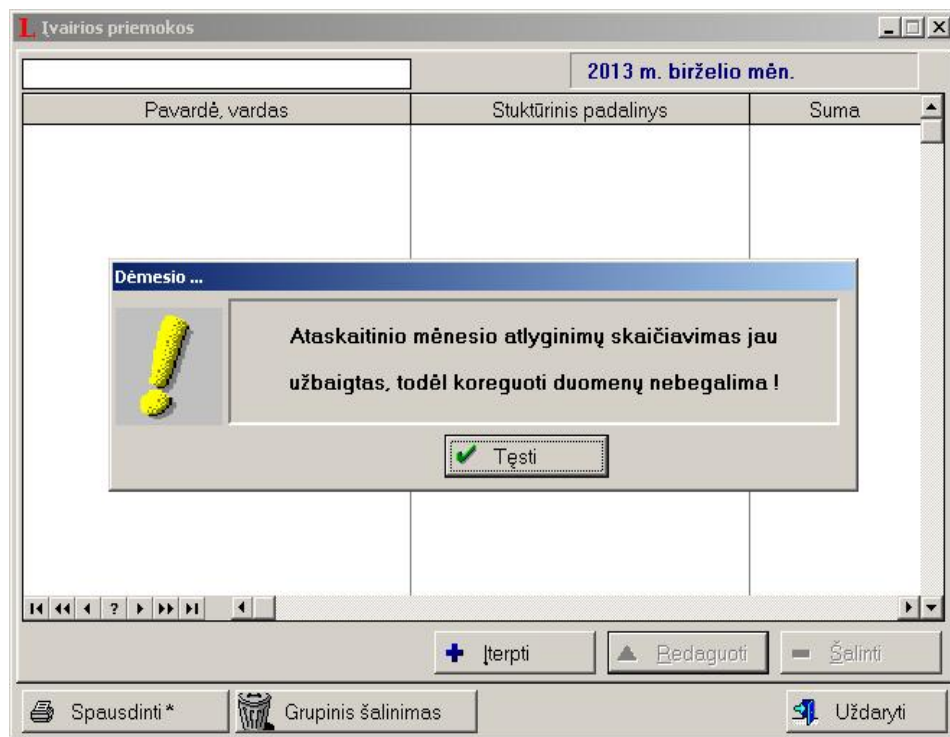 L Įvairios priemokos
2013 m. birželio mėn.
Pavardė, vardas Stuktūrinis padalinys Suma
Dėmesio ...
Ataskaitinio mėnesio atlyginimų skaičiavimas jau
užbaigtas, todėl koreguoti duomenų nebegalima !
Tęsti
?
Įterpti Redaguoti Šalinti
Spausdinti * Grupinis šalinimas Uždaryti